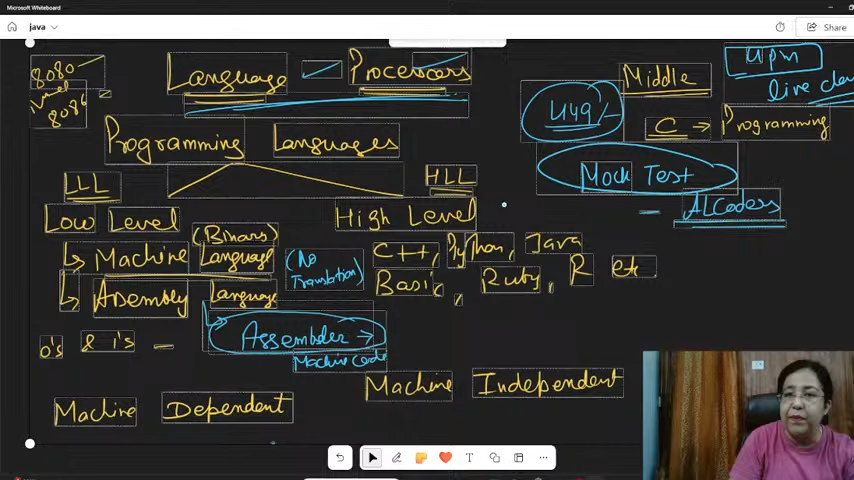 Microsoft Whiteboard
java
Share
8080
Intel
8086
Language Processors
Programming Languages
LLL
HLL
Low Level
High Level
(Binary)
Machine Language
(No
Translation)
Assembly Language
C++, Python, Java
Basic, Ruby, R etc.
0's & 1's -
Assembler →
Machine Code
Machine Dependent
Machine Independent
449/-
Middle
C → Programming
Mock Test
- ALCoders
4pm
live